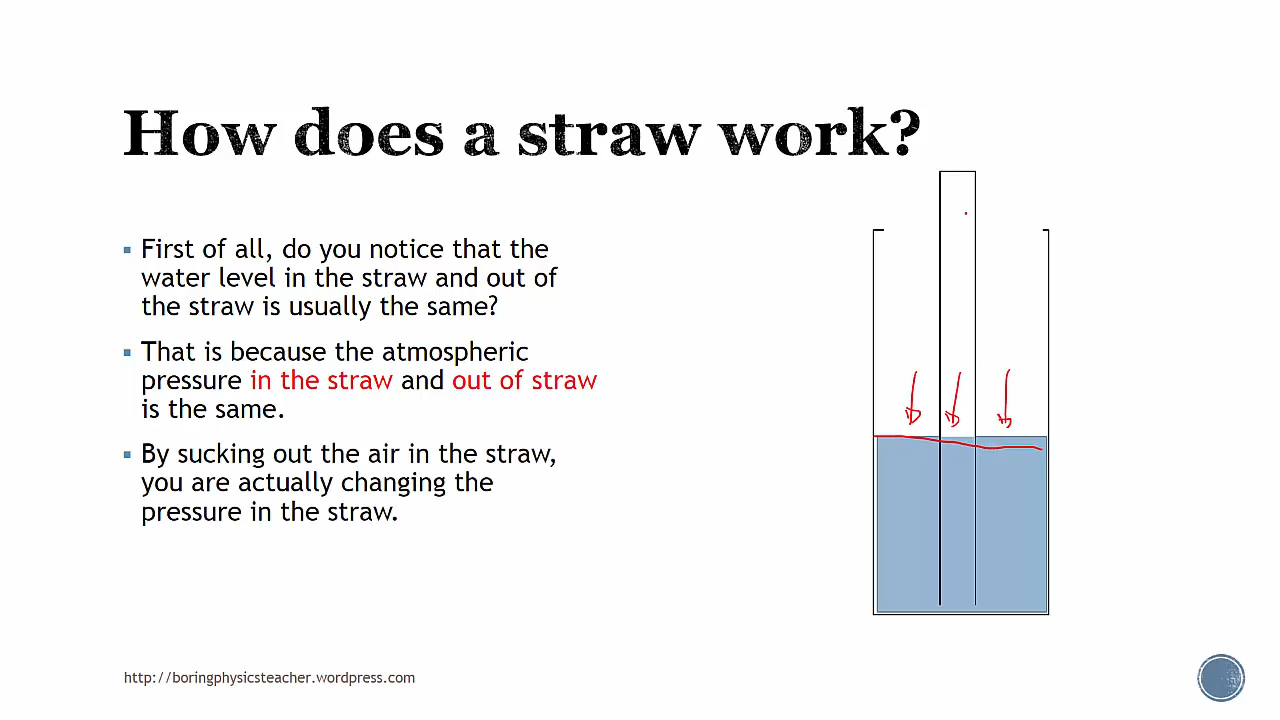 How does a straw work?
First of all, do you notice that the
water level in the straw and out of
the straw is usually the same?
That is because the atmospheric
pressure in the straw and out of straw
is the same.
By sucking out the air in the straw,
you are actually changing the
pressure in the straw.
http://boringphysicsteacher.wordpress.com